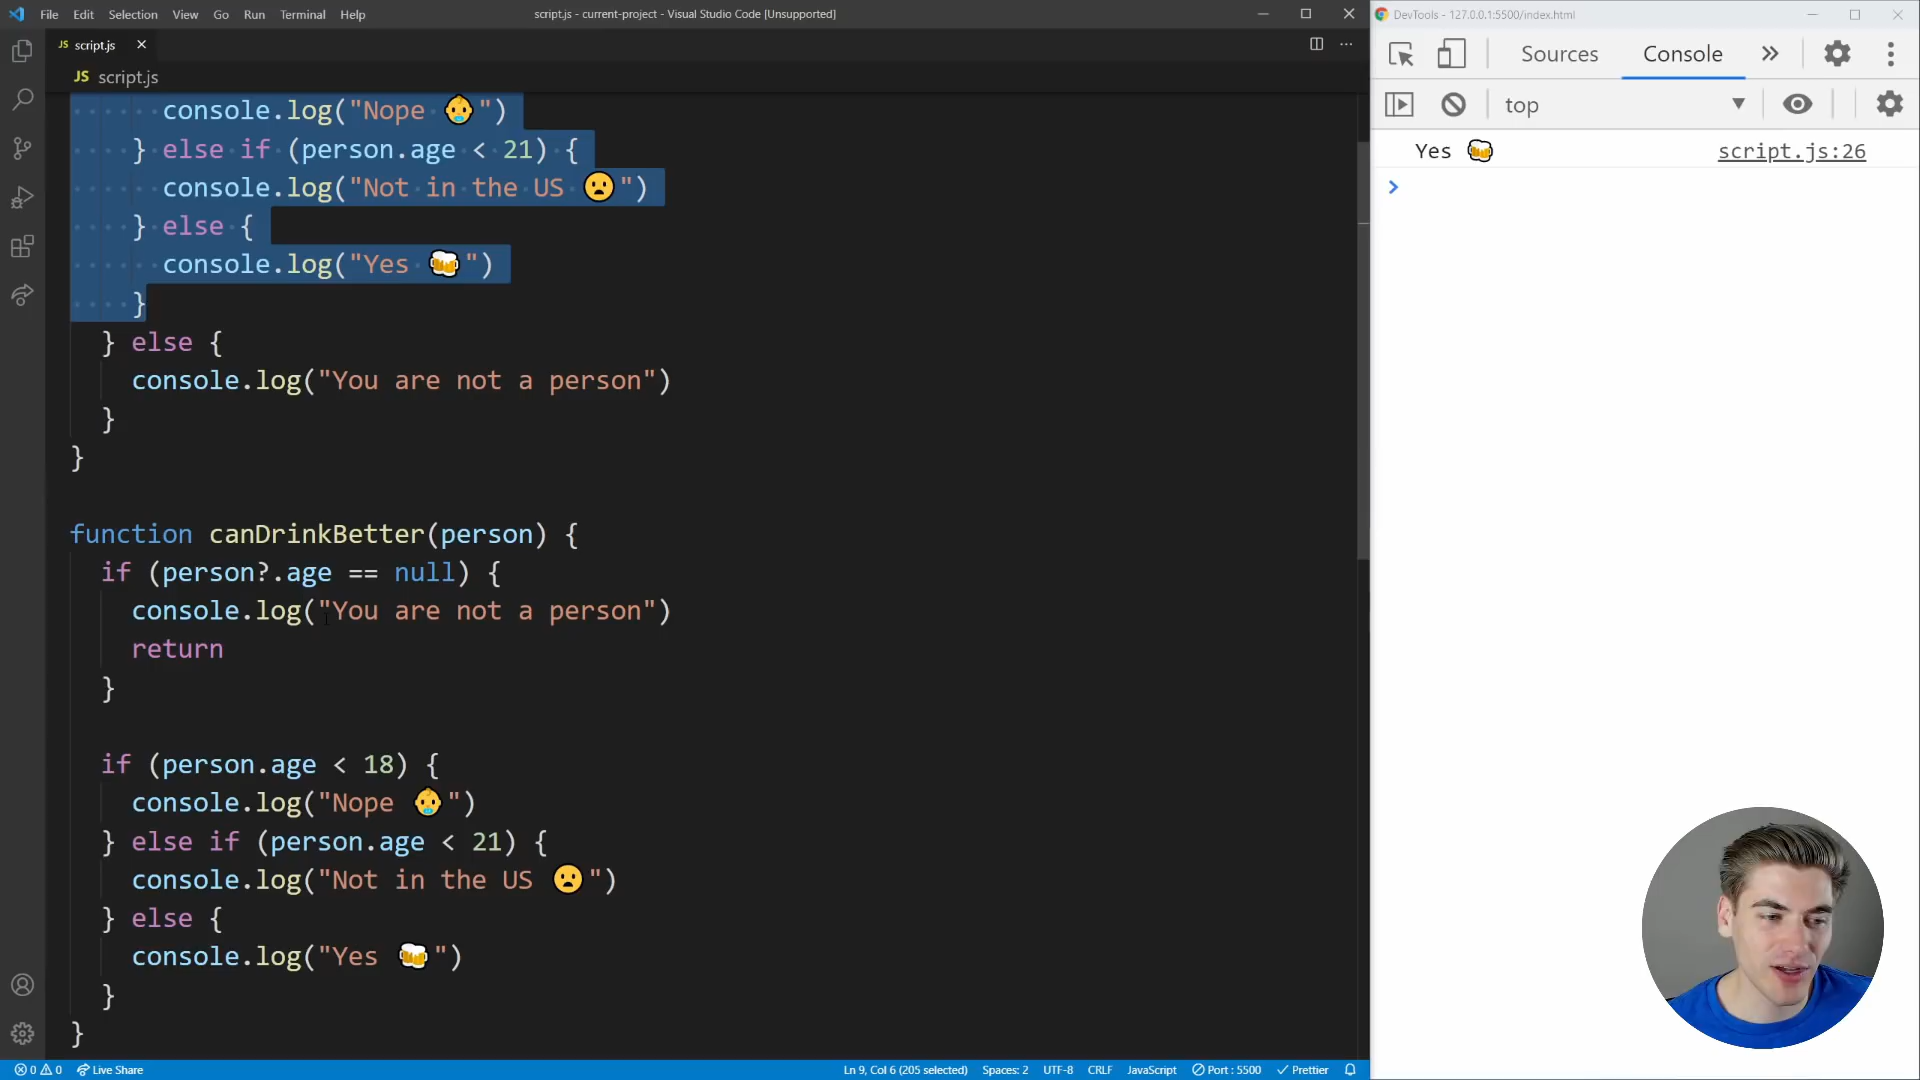 File Edit Selection View Go Run Terminal Help
script.js - current-project - Visual Studio Code [Unsupported]
DevTools - 127.0.0.1:5500/index.html
JS script.js
JS script.js
Sources Console
top
Yes 🍻 script.js:26
console.log("Nope 👶")
} else if (person.age < 21) {
console.log("Not in the US 😦")
} else {
console.log("Yes 🍻")
}
} else {
console.log("You are not a person")
}
}
function canDrinkBetter(person) {
if (person?.age == null) {
console.log("You are not a person")
return
}
if (person.age < 18) {
console.log("Nope 👶")
} else if (person.age < 21) {
console.log("Not in the US 😦")
} else {
console.log("Yes 🍻")
}
}
0 0 Live Share Ln 9, Col 6 (205 selected) Spaces: 2 UTF-8 CRLF JavaScript Port : 5500 Prettier